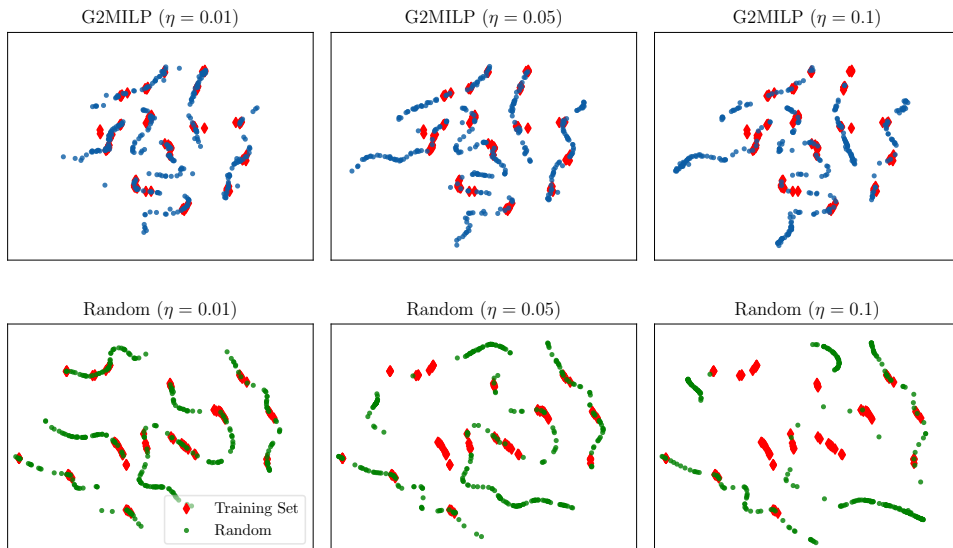 G2MILP (η = 0.01)
G2MILP (η = 0.05)
G2MILP (η = 0.1)
Random (η = 0.01)
Random (η = 0.05)
Random (η = 0.1)
Training Set
Random